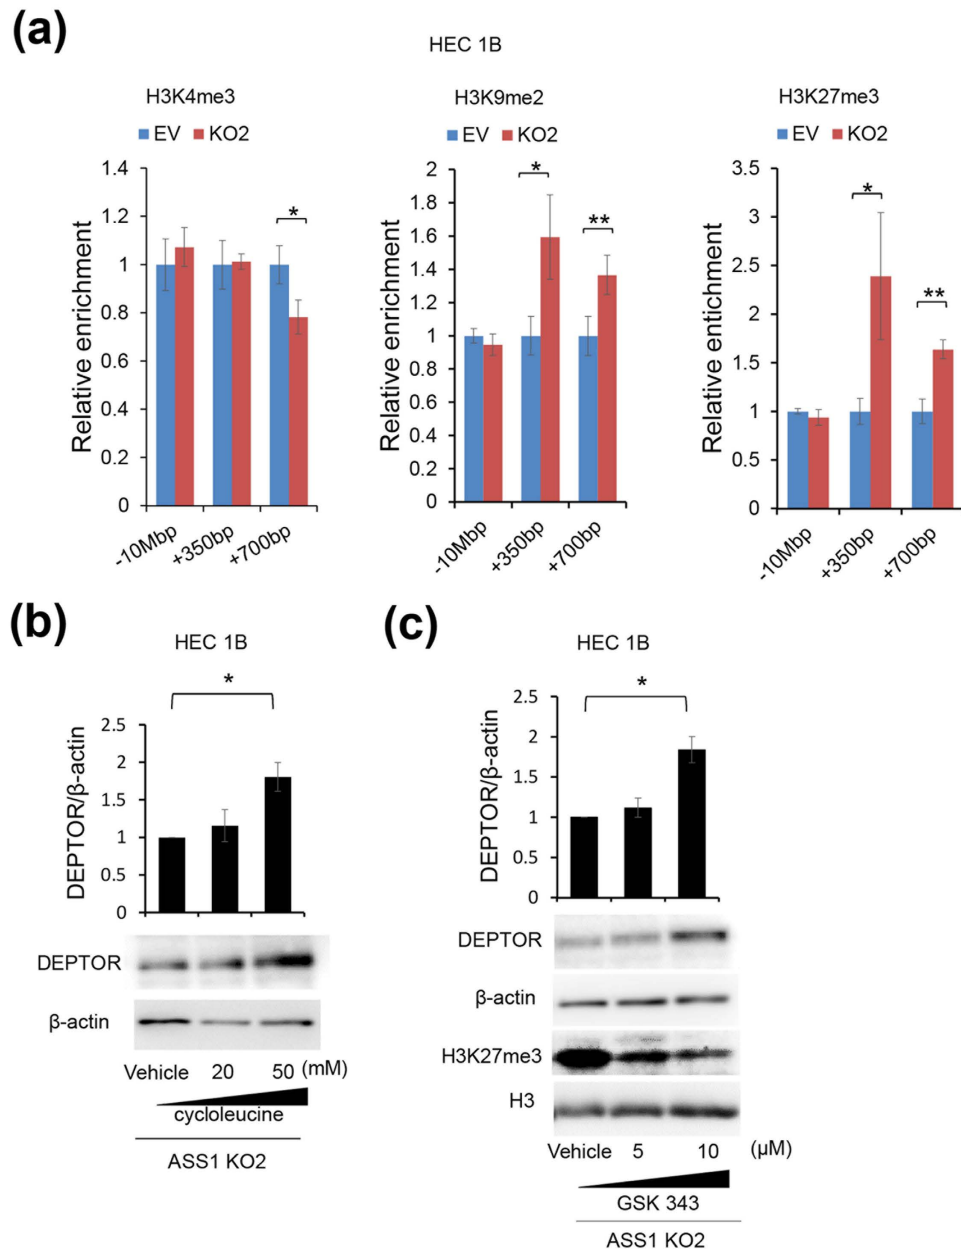 (a)
HEC 1B
H3K4me3
EV KO2
Relative enrichment
1.4
1.2
1
0.8
0.6
0.4
0.2
0
-10Mbp
+350bp
+700bp
*
H3K9me2
EV KO2
Relative enrichment
2
1.8
1.6
1.4
1.2
1
0.8
0.6
0.4
0.2
0
-10Mbp
+350bp
+700bp
*
**
H3K27me3
EV KO2
Relative entichment
3.5
3
2.5
2
1.5
1
0.5
0
-10Mbp
+350bp
+700bp
*
**
(b)
HEC 1B
*
DEPTOR/β-actin
2.5
2
1.5
1
0.5
0
DEPTOR
β-actin
Vehicle 20 50 (mM)
cycloleucine
ASS1 KO2
(c)
HEC 1B
*
DEPTOR/β-actin
2.5
2
1.5
1
0.5
0
DEPTOR
β-actin
H3K27me3
H3
Vehicle 5 10 (μM)
GSK 343
ASS1 KO2